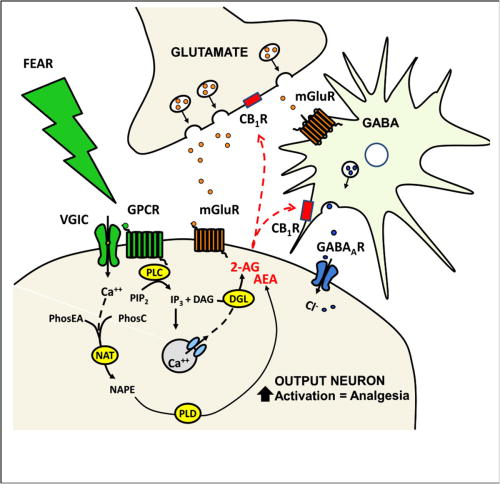 GLUTAMATE
FEAR
mGluR
CB₁R
GABA
VGIC
GPCR
mGluR
CB₁R
GABAₐR
PLC
2-AG
AEA
Ca⁺⁺
PIP₂
IP₃ + DAG
DGL
Cl-
PhosEA
PhosC
Ca⁺⁺
NAT
NAPE
OUTPUT NEURON
Activation = Analgesia
PLD